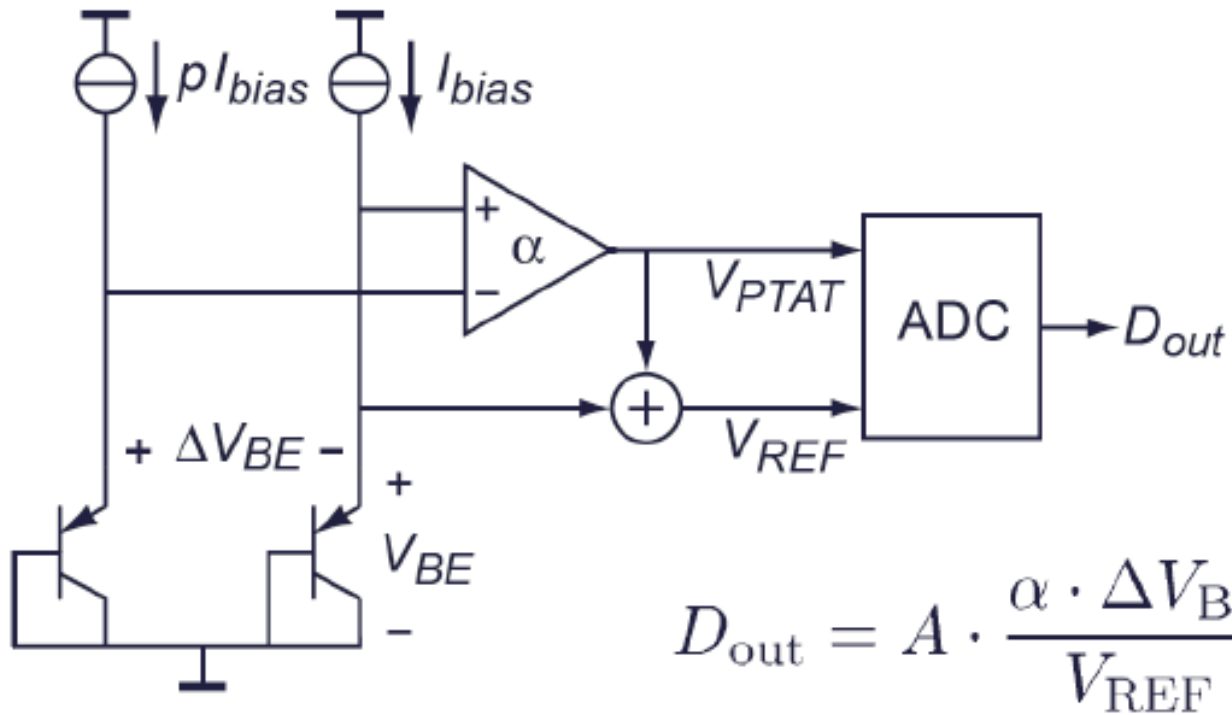 pI_bias I_bias
+
α
−
V_PTAT
ADC
D_out
+
V_REF
+ ΔV_BE −
+
V_BE
−
D_out = A · α · ΔV_B / V_REF